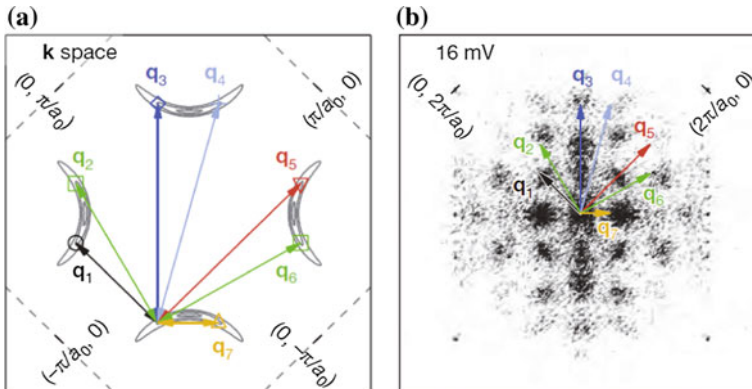 (a)
k space
q3
q4
(0, π/a0)
(π/a0, 0)
q2
q5
q1
q6
q7
(−π/a0, 0)
(0, −π/a0)
(b)
16 mV
q3
q4
(0, 2π/a0)
(2π/a0, 0)
q2
q5
q1
q6
q7